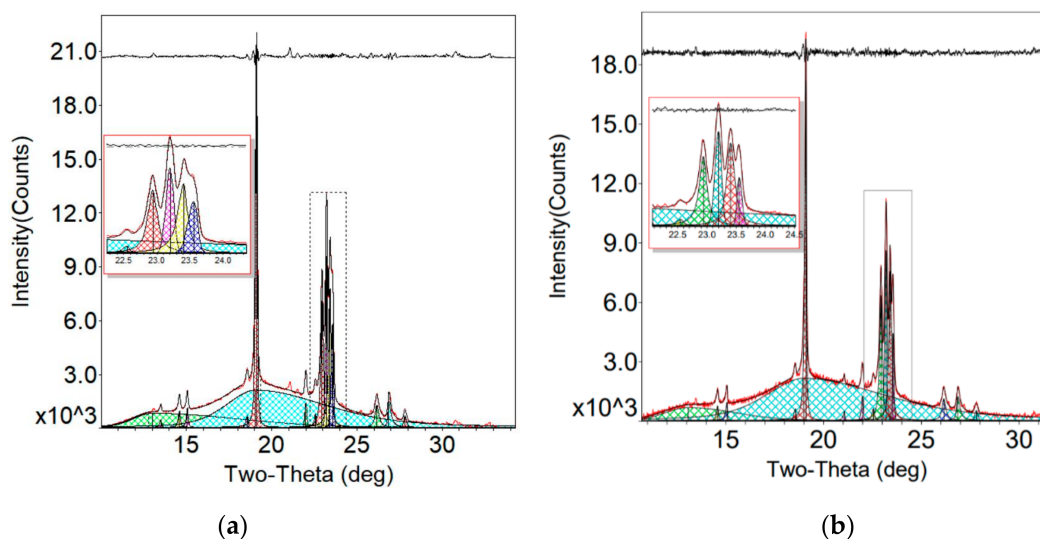 21.0
18.0
15.0
12.0
9.0
6.0
3.0
x10^3
Intensity(Counts)
22.5 23.0 23.5 24.0
15 20 25 30
Two-Theta (deg)
(a)
18.0
15.0
12.0
9.0
6.0
3.0
x10^3
Intensity(Counts)
22.5 23.0 23.5 24.0 24.5
15 20 25 30
Two-Theta (deg)
(b)